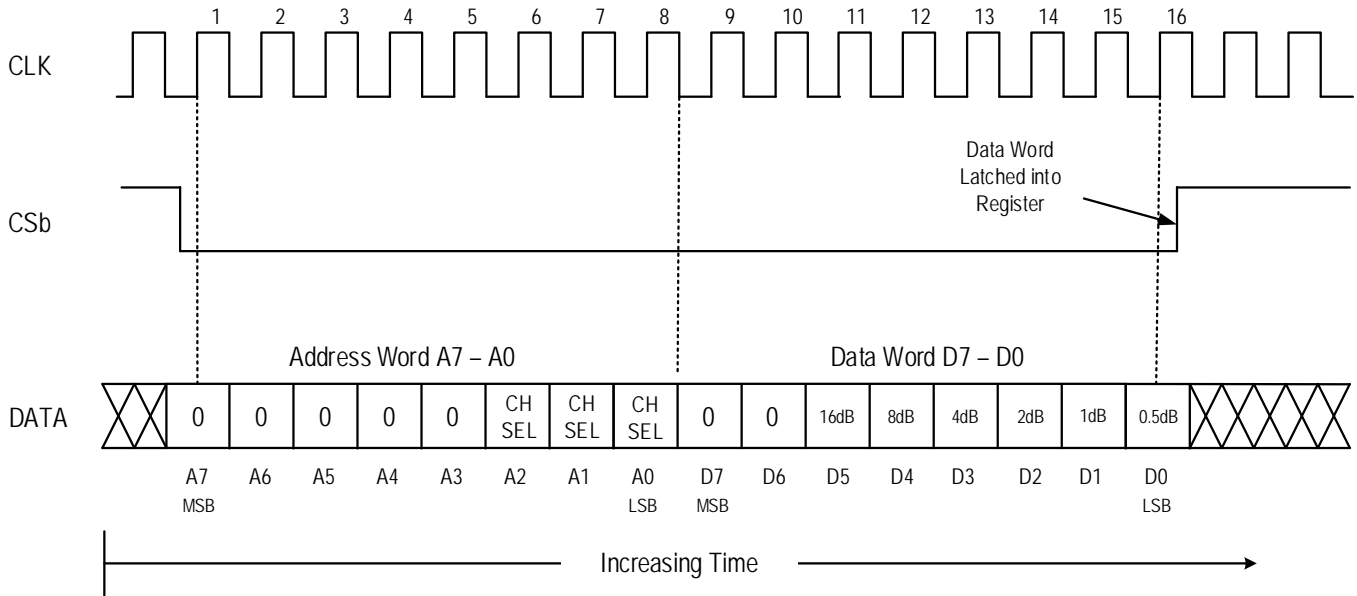 1 2 3 4 5 6 7 8 9 10 11 12 13 14 15 16
CLK
Data Word
Latched into
Register
CSb
Address Word A7 – A0
Data Word D7 – D0
DATA
0 0 0 0 0 CH SEL CH SEL CH SEL 0 0 16dB 8dB 4dB 2dB 1dB 0.5dB
A7 A6 A5 A4 A3 A2 A1 A0 D7 D6 D5 D4 D3 D2 D1 D0
MSB LSB MSB LSB
Increasing Time